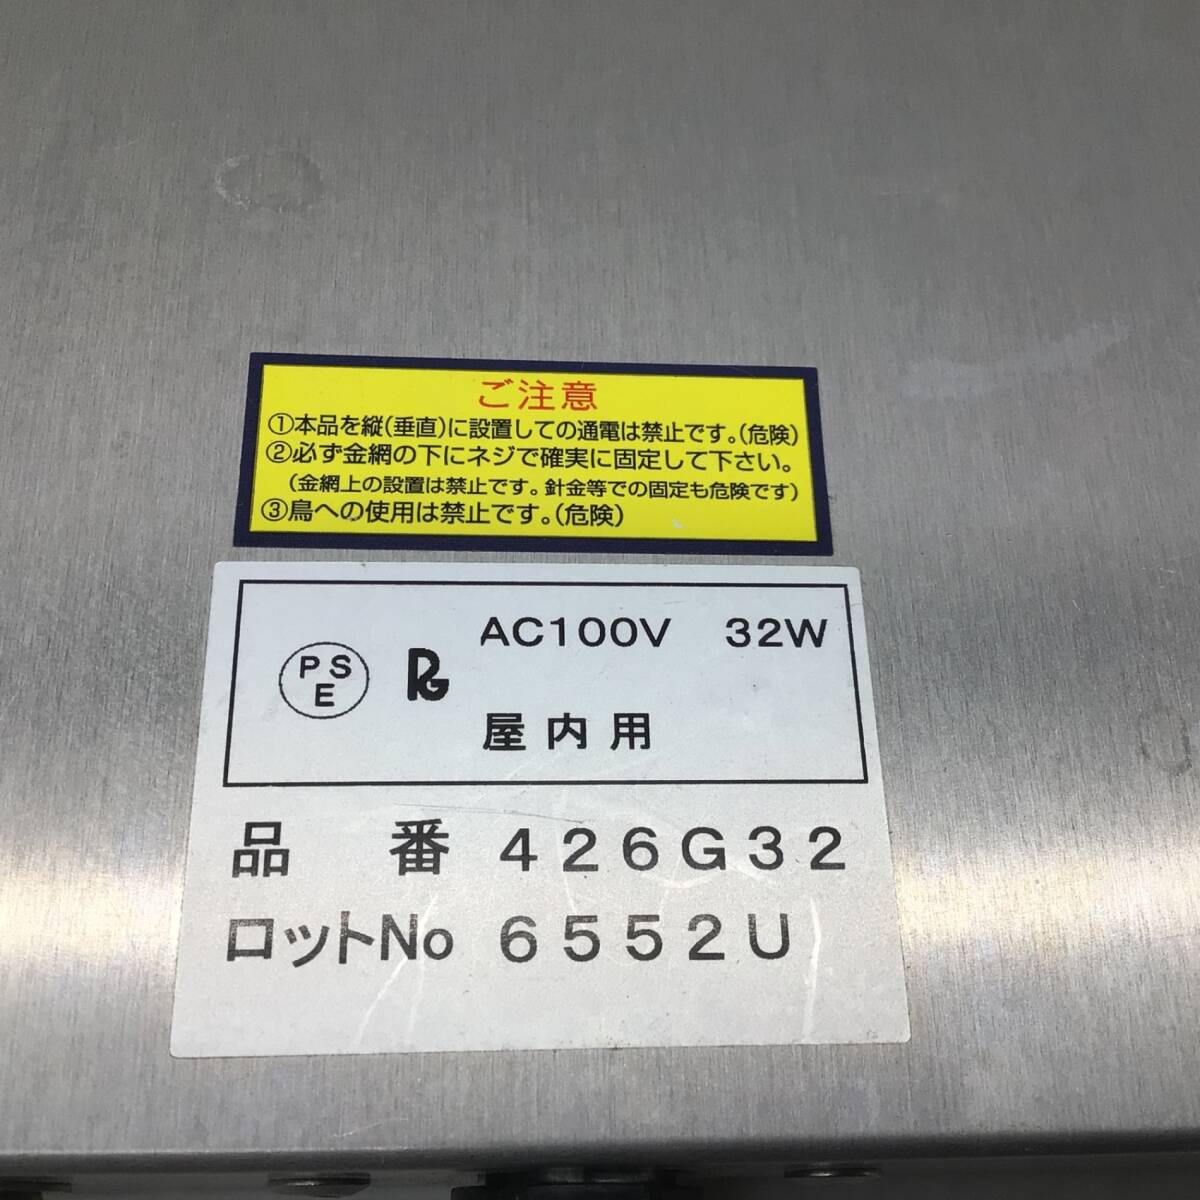 ご注意
①本品を縦(垂直)に設置しての通電は禁止です。(危険)
②必ず金網の下にネジで確実に固定して下さい。
(金網上の設置は禁止です。針金等での固定も危険です)
③鳥への使用は禁止です。(危険)
PS
E
RG
AC100V 32W
屋内用
品 番 426G32
ロットNo 6552U